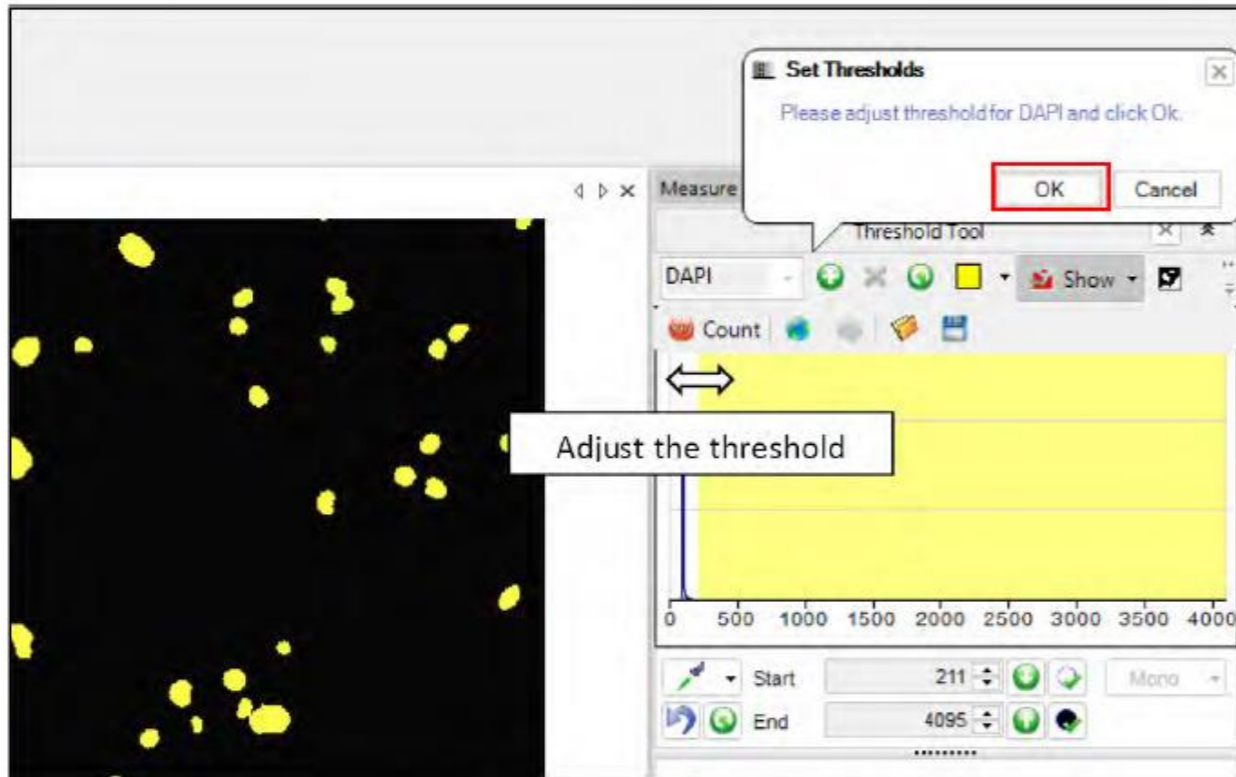 Set Thresholds
Please adjust threshold for DAPI and click Ok.
OK Cancel
Measure
Threshold Tool
DAPI Show
Count
Adjust the threshold
0 500 1000 1500 2000 2500 3000 3500 4000
Start 211 Mono
End 4095